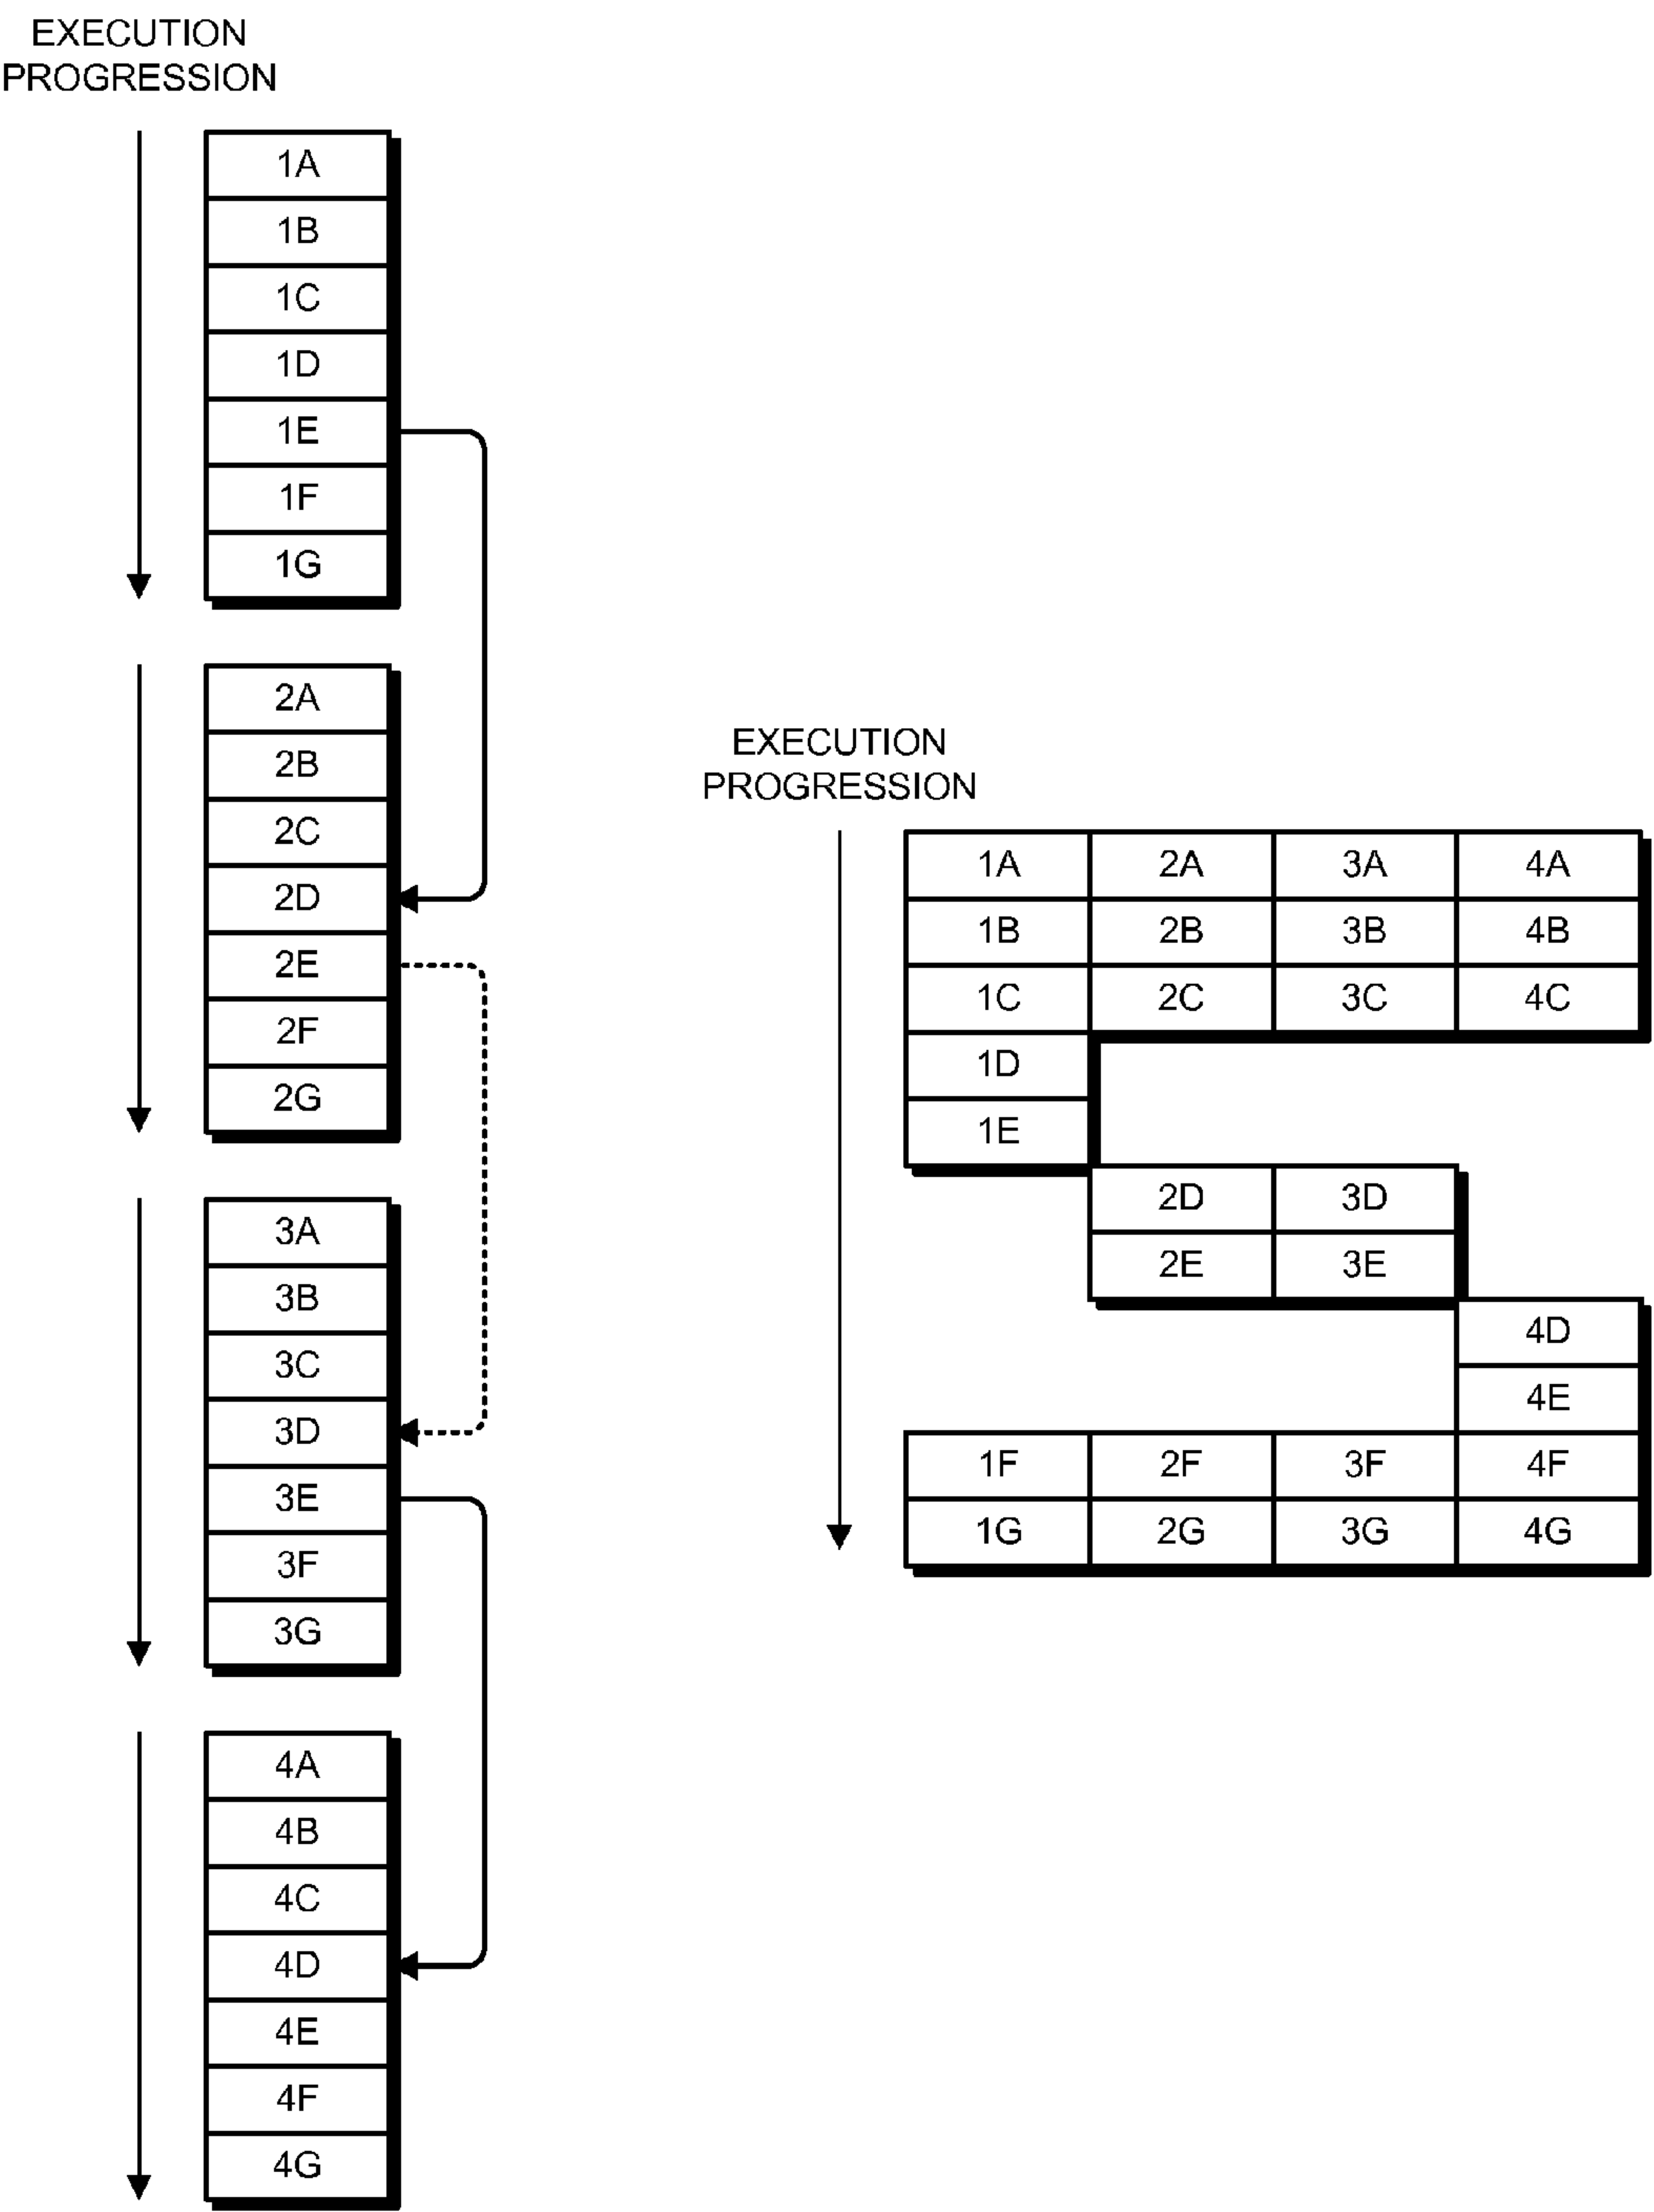 EXECUTION
PROGRESSION
1A
1B
1C
1D
1E
1F
1G
2A
2B
2C
2D
2E
2F
2G
3A
3B
3C
3D
3E
3F
3G
4A
4B
4C
4D
4E
4F
4G
EXECUTION
PROGRESSION
1A 2A 3A 4A
1B 2B 3B 4B
1C 2C 3C 4C
1D
1E
2D 3D
2E 3E
4D
4E
1F 2F 3F 4F
1G 2G 3G 4G